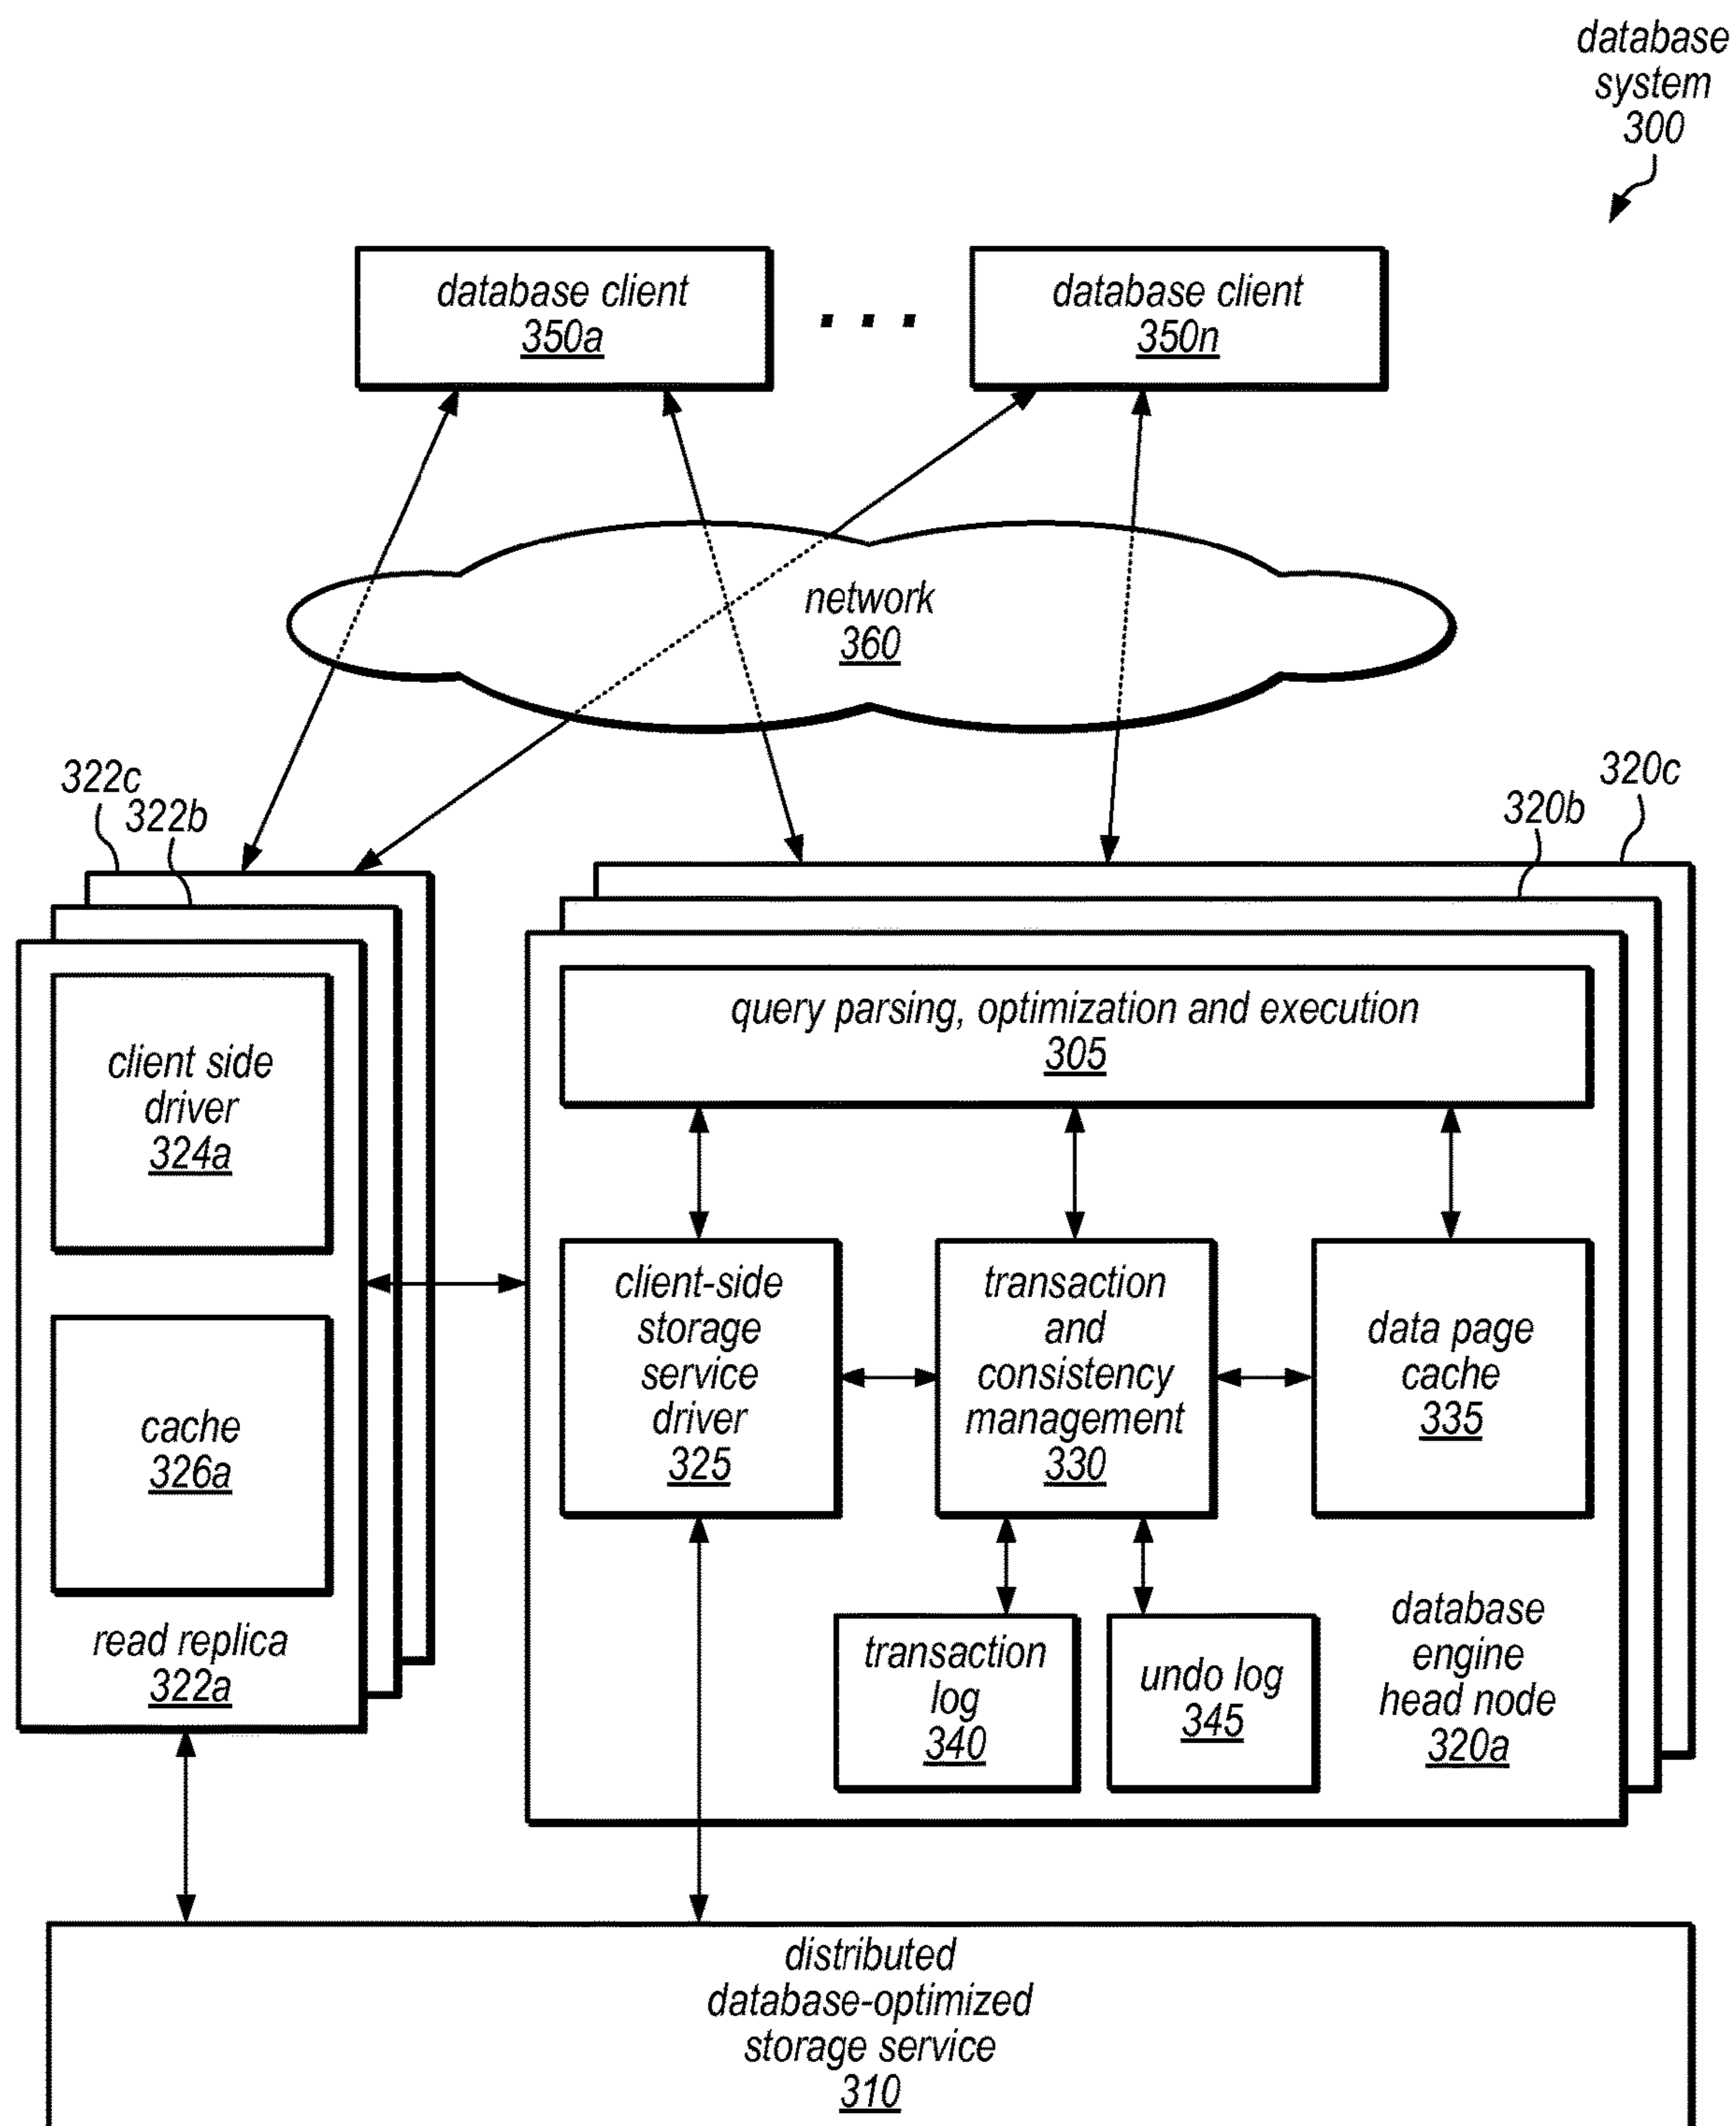 database
system
300
database client
350a
. . .
database client
350n
network
360
322c
322b
320c
320b
query parsing, optimization and execution
305
client side
driver
324a
cache
326a
read replica
322a
client-side
storage
service
driver
325
transaction
and
consistency
management
330
data page
cache
335
transaction
log
340
undo log
345
database
engine
head node
320a
distributed
database-optimized
storage service
310